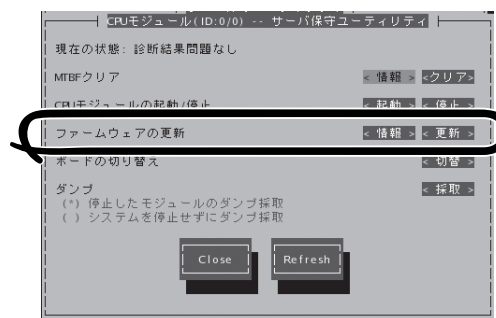 CPUモジュール(ID:0/0) -- サーバ保守ユーティリティ
現在の状態: 診断結果問題なし
MTBFクリア < 情報 > <クリア>
CPUモジュールの起動/停止 < 起動 > < 停止 >
ファームウェアの更新 < 情報 > < 更新 >
ボードの切り替え < 切替 >
ダンプ < 採取 >
(*) 停止したモジュールのダンプ採取
( ) システムを停止せずにダンプ採取
Close Refresh